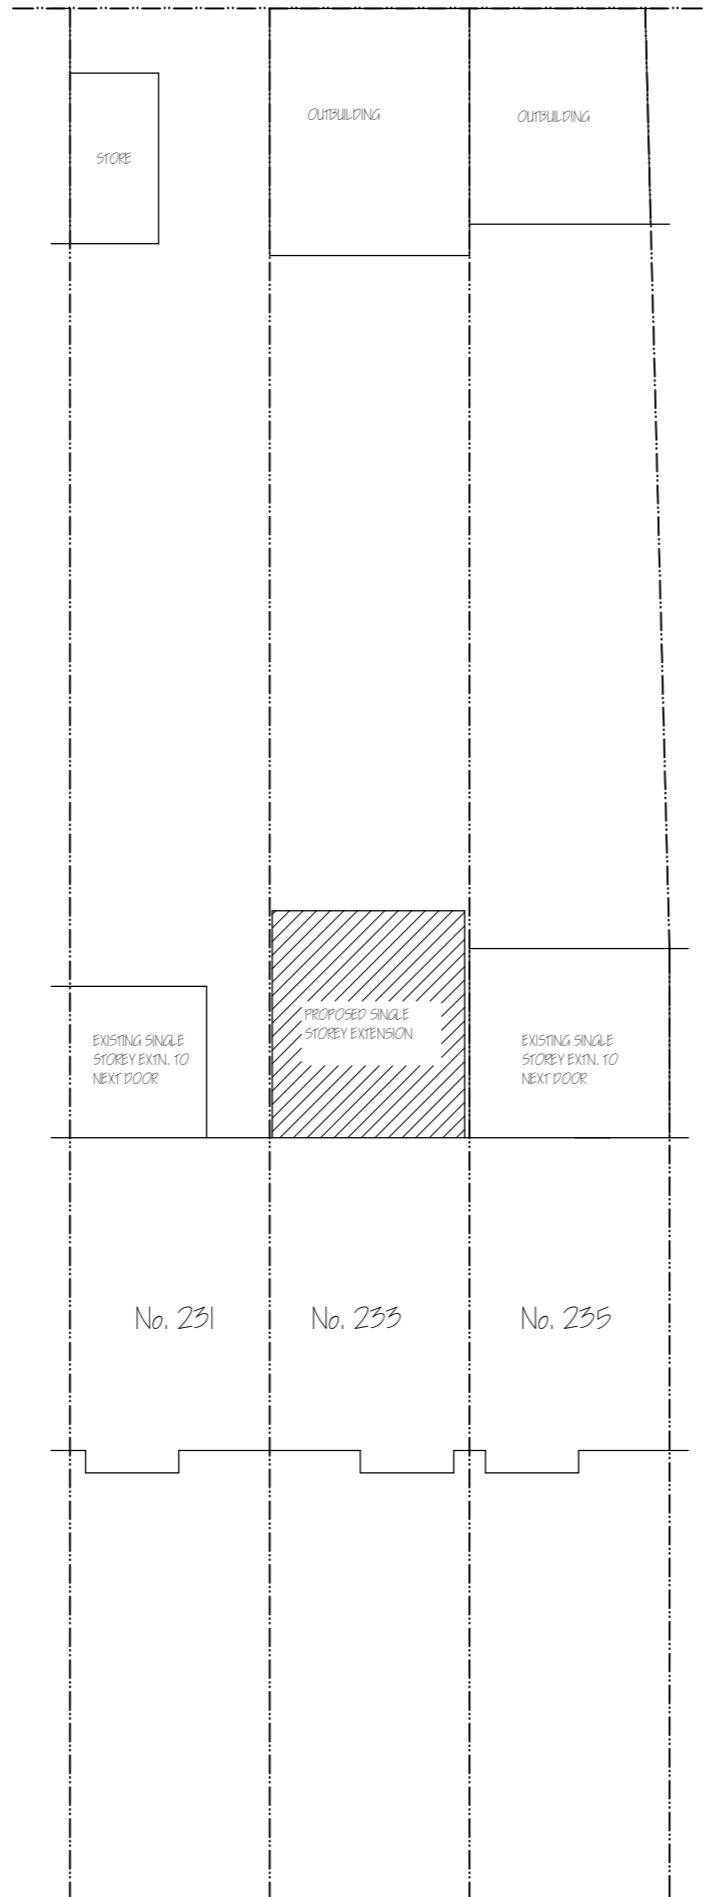 OUTBUILDING
OUTBUILDING
STORE
PROPOSED SINGLE
STOREY EXTENSION
EXISTING SINGLE
STOREY EXTN. TO
NEXT DOOR
EXISTING SINGLE
STOREY EXTN. TO
NEXT DOOR
No. 231
No. 233
No. 235